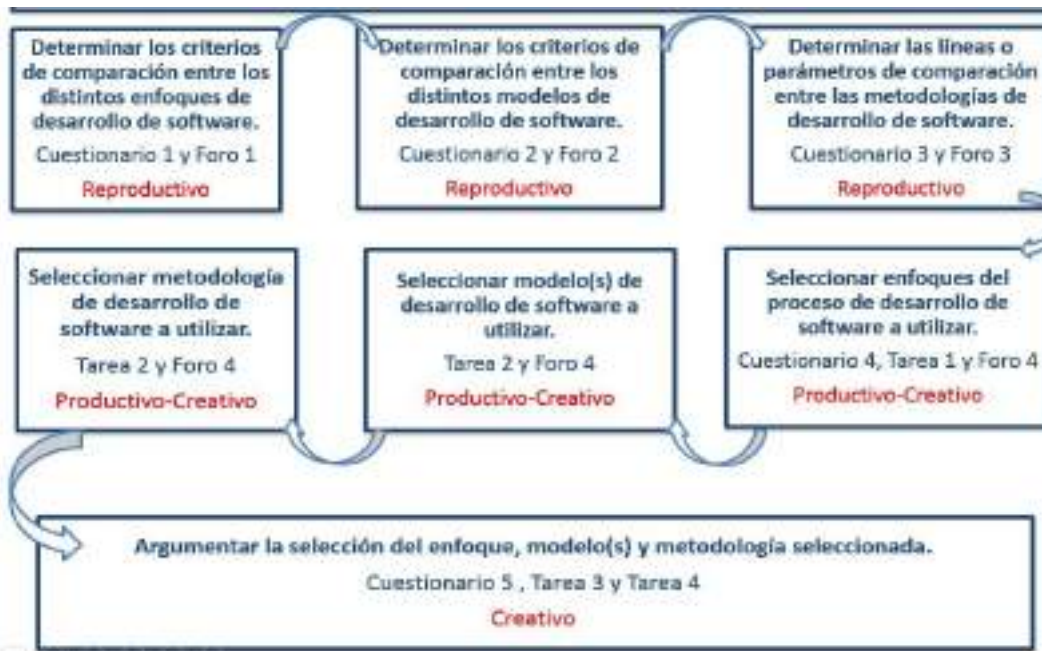 Determinar los criterios
de comparación entre los
distintos enfoques de
desarrollo de software.
Cuestionario 1 y Foro 1
Reproductivo
Determinar los criterios de
comparación entre los
distintos modelos de
desarrollo de software.
Cuestionario 2 y Foro 2
Reproductivo
Determinar las líneas o
parámetros de comparación
entre las metodologías de
desarrollo de software.
Cuestionario 3 y Foro 3
Reproductivo
Seleccionar enfoques del
proceso de desarrollo de
software a utilizar.
Cuestionario 4, Tarea 1 y Foro 4
Productivo-Creativo
Seleccionar modelo(s) de
desarrollo de software a
utilizar.
Tarea 2 y Foro 4
Productivo-Creativo
Seleccionar metodología
de desarrollo de
software a utilizar.
Tarea 2 y Foro 4
Productivo-Creativo
Argumentar la selección del enfoque, modelo(s) y metodología seleccionada.
Cuestionario 5 , Tarea 3 y Tarea 4
Creativo